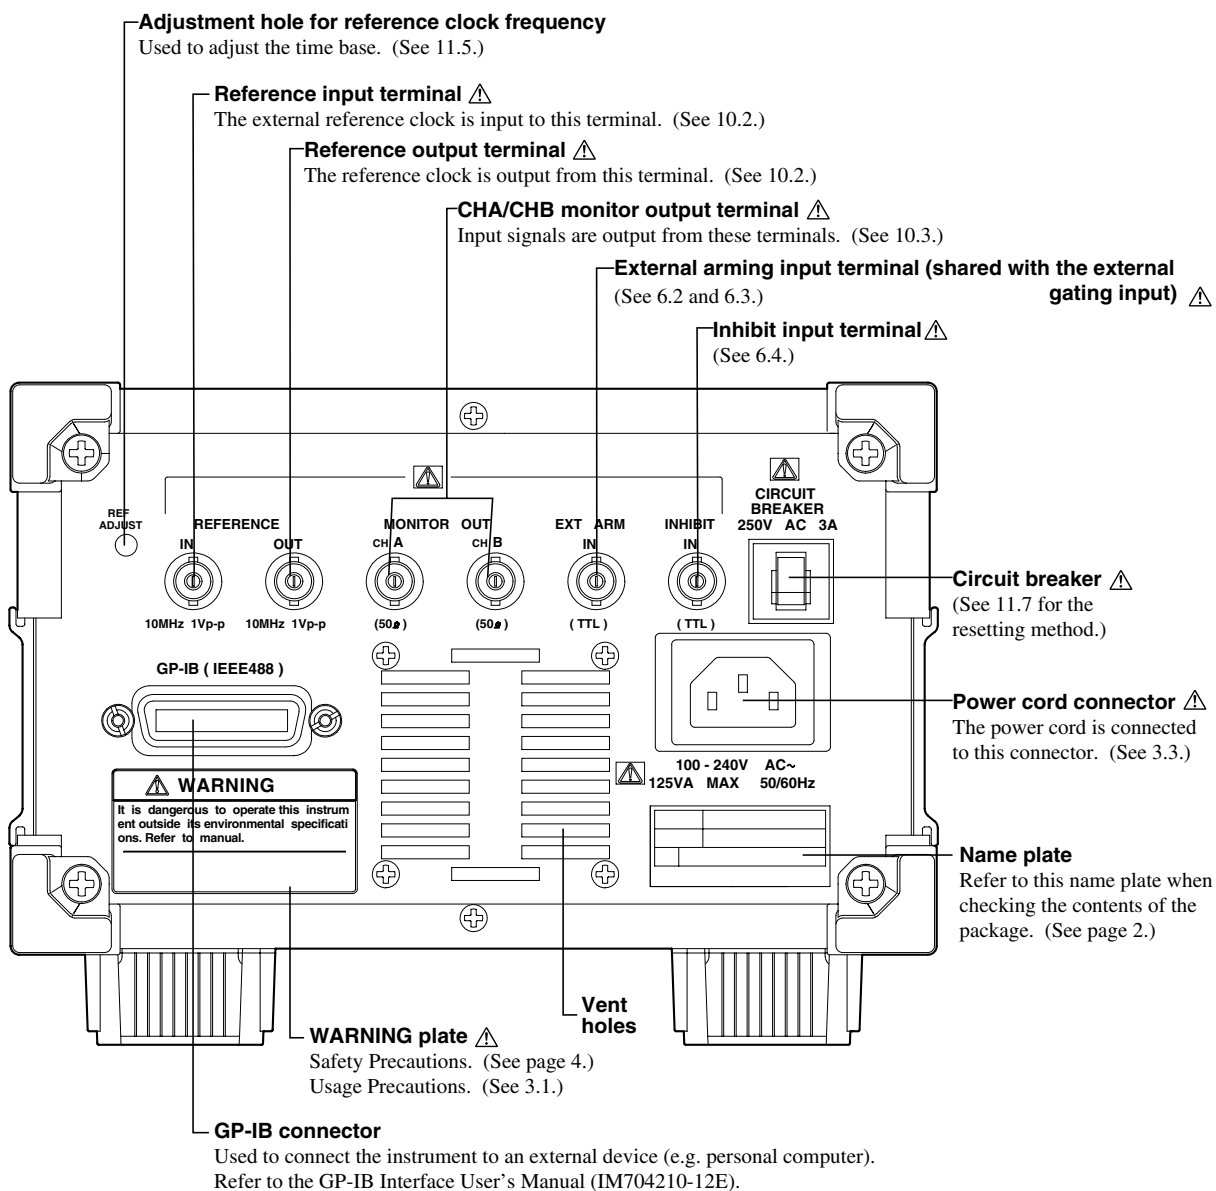 Adjustment hole for reference clock frequency
Used to adjust the time base. (See 11.5.)
Reference input terminal ⚠
The external reference clock is input to this terminal. (See 10.2.)
Reference output terminal ⚠
The reference clock is output from this terminal. (See 10.2.)
CHA/CHB monitor output terminal ⚠
Input signals are output from these terminals. (See 10.3.)
External arming input terminal (shared with the external
gating input) ⚠
(See 6.2 and 6.3.)
Inhibit input terminal ⚠
(See 6.4.)
REF
ADJUST
REFERENCE
IN
OUT
MONITOR OUT
CH A
CH B
EXT ARM
IN
INHIBIT
IN
CIRCUIT
BREAKER
250V AC 3A
10MHz 1Vp-p
10MHz 1Vp-p
(50ℴ)
(50ℴ)
( TTL )
( TTL )
Circuit breaker ⚠
(See 11.7 for the
resetting method.)
GP-IB ( IEEE488 )
Power cord connector ⚠
The power cord is connected
to this connector. (See 3.3.)
100 - 240V AC~
125VA MAX 50/60Hz
⚠ WARNING
It is dangerous to operate this instrum
ent outside its environmental specificati
ons. Refer to manual.
Name plate
Refer to this name plate when
checking the contents of the
package. (See page 2.)
Vent
holes
WARNING plate ⚠
Safety Precautions. (See page 4.)
Usage Precautions. (See 3.1.)
GP-IB connector
Used to connect the instrument to an external device (e.g. personal computer).
Refer to the GP-IB Interface User's Manual (IM704210-12E).